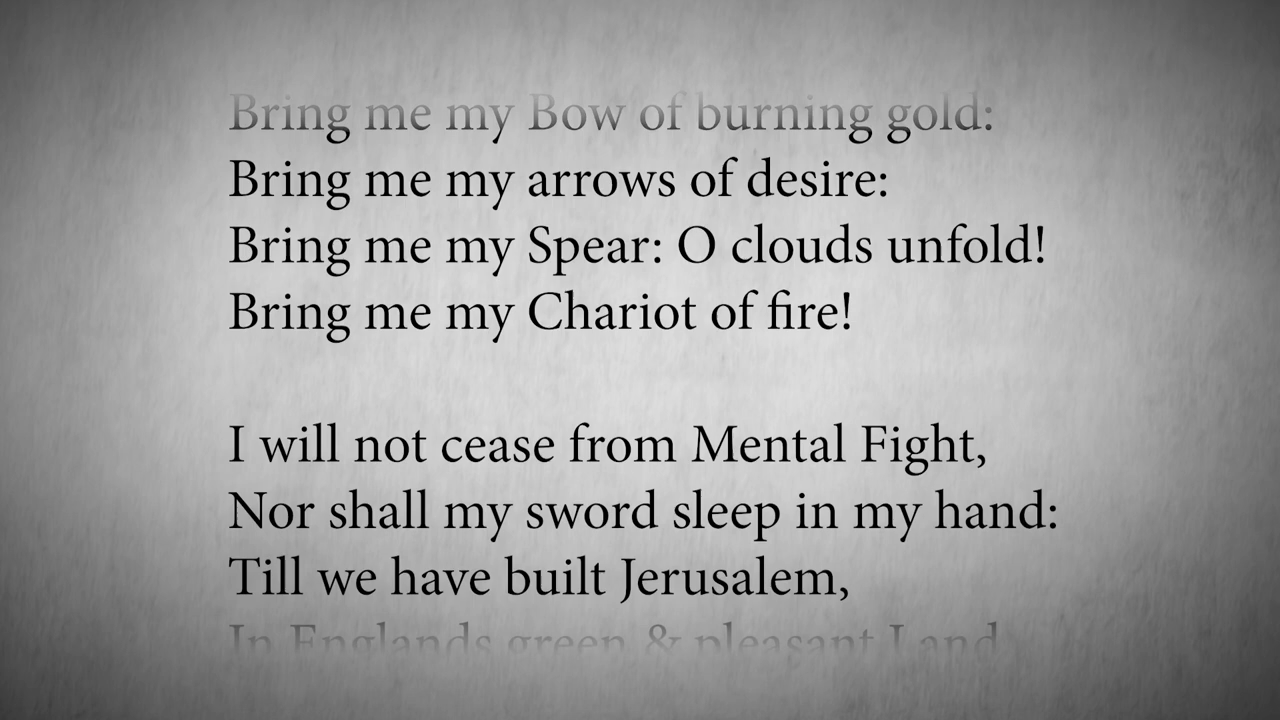 Bring me my Bow of burning gold:
Bring me my arrows of desire:
Bring me my Spear: O clouds unfold!
Bring me my Chariot of fire!
I will not cease from Mental Fight,
Nor shall my sword sleep in my hand:
Till we have built Jerusalem,
In Englands green & pleasant Land